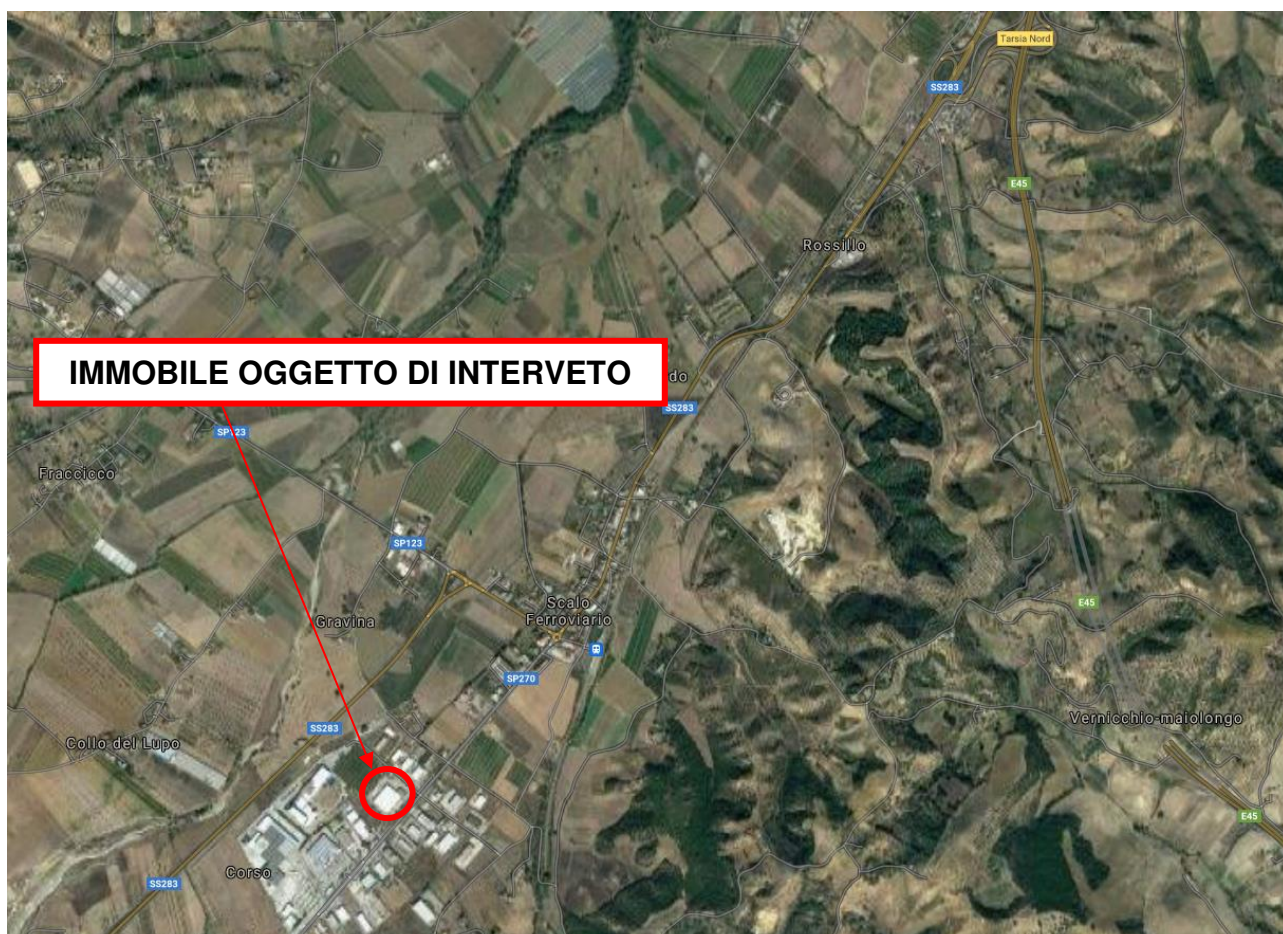 Tarsia Nord
SS283
E45
Rossillo
IMMOBILE OGGETTO DI INTERVETO
do
SS283
SP123
Fraccicco
SP123
Scalo
Ferroviario
E45
Gravina
SP270
Vernicchio-maiolongo
SS283
Collo del Lupo
E45
Corso
SS283